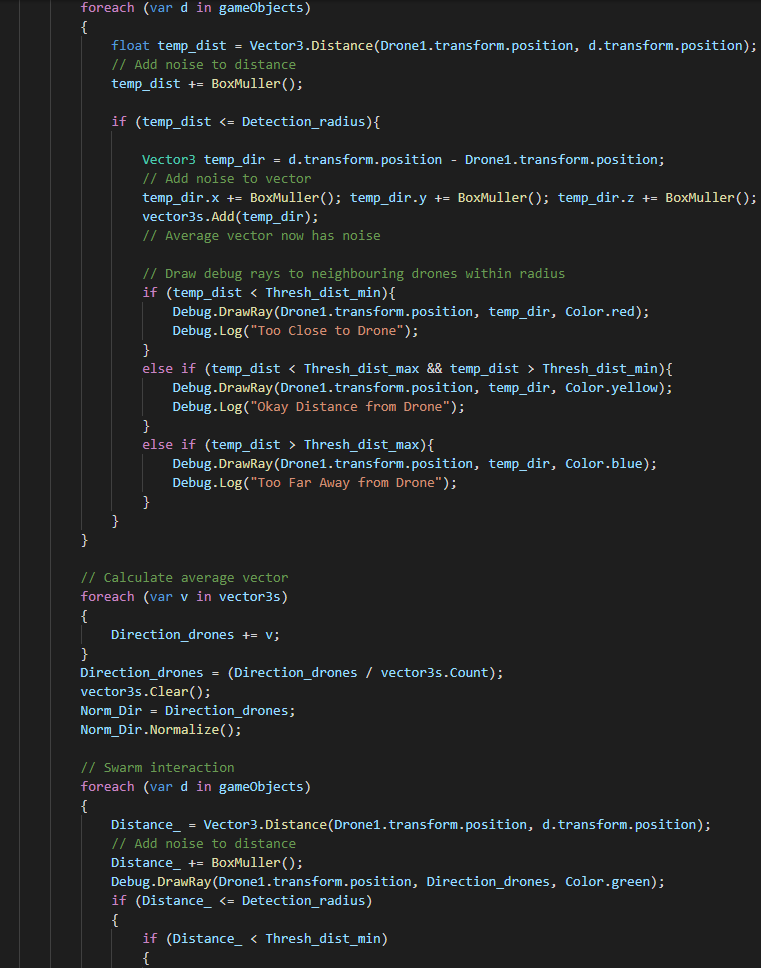 foreach (var d in gameObjects)
{
float temp_dist = Vector3.Distance(Drone1.transform.position, d.transform.position);
// Add noise to distance
temp_dist += BoxMuller();
if (temp_dist <= Detection_radius){
Vector3 temp_dir = d.transform.position - Drone1.transform.position;
// Add noise to vector
temp_dir.x += BoxMuller(); temp_dir.y += BoxMuller(); temp_dir.z += BoxMuller();
vector3s.Add(temp_dir);
// Average vector now has noise
// Draw debug rays to neighbouring drones within radius
if (temp_dist < Thresh_dist_min){
Debug.DrawRay(Drone1.transform.position, temp_dir, Color.red);
Debug.Log("Too Close to Drone");
}
else if (temp_dist < Thresh_dist_max && temp_dist > Thresh_dist_min){
Debug.DrawRay(Drone1.transform.position, temp_dir, Color.yellow);
Debug.Log("Okay Distance from Drone");
}
else if (temp_dist > Thresh_dist_max){
Debug.DrawRay(Drone1.transform.position, temp_dir, Color.blue);
Debug.Log("Too Far Away from Drone");
}
}
}
// Calculate average vector
foreach (var v in vector3s)
{
Direction_drones += v;
}
Direction_drones = (Direction_drones / vector3s.Count);
vector3s.Clear();
Norm_Dir = Direction_drones;
Norm_Dir.Normalize();
// Swarm interaction
foreach (var d in gameObjects)
{
Distance_ = Vector3.Distance(Drone1.transform.position, d.transform.position);
// Add noise to distance
Distance_ += BoxMuller();
Debug.DrawRay(Drone1.transform.position, Direction_drones, Color.green);
if (Distance_ <= Detection_radius)
{
if (Distance_ < Thresh_dist_min)
{